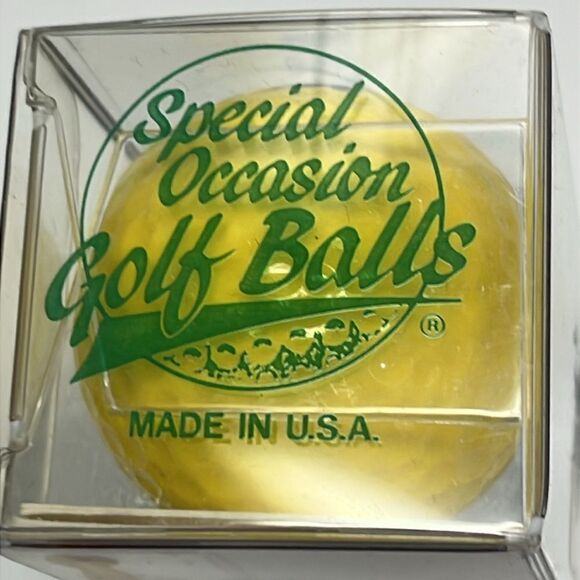 Special
Occasion
Golf Balls
®
MADE IN U.S.A.